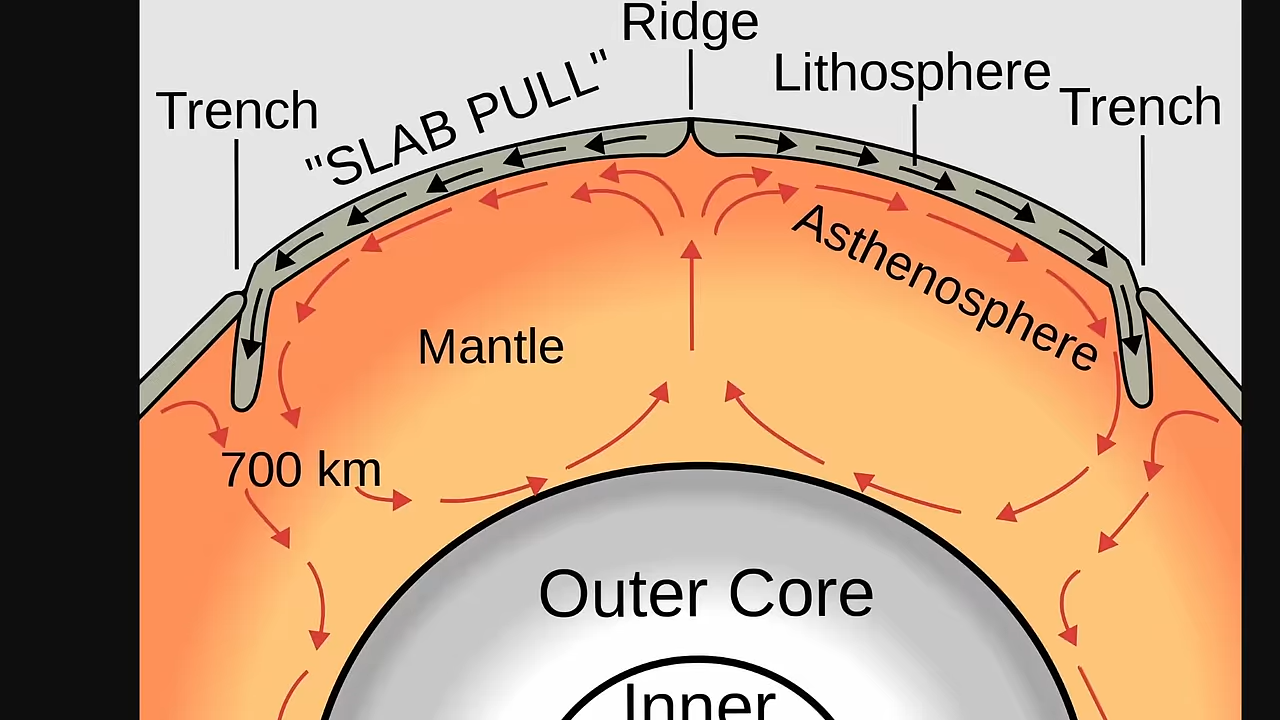 Ridge
Lithosphere
Trench
"SLAB PULL"
Trench
Asthenosphere
Mantle
700 km
Outer Core
Inner